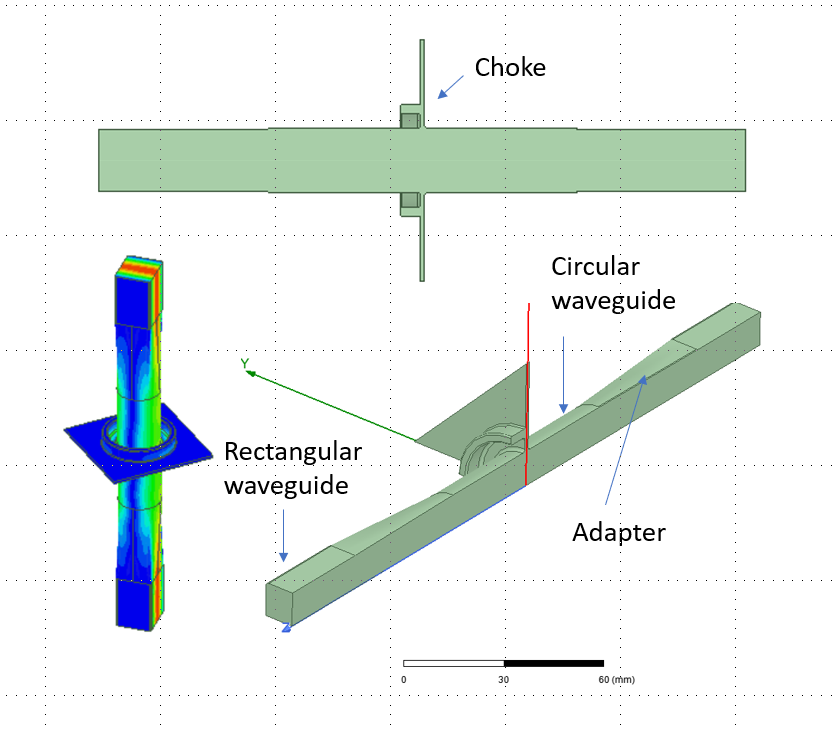 Choke
Circular
waveguide
Y
Rectangular
waveguide
Adapter
0 30 60 (mm)